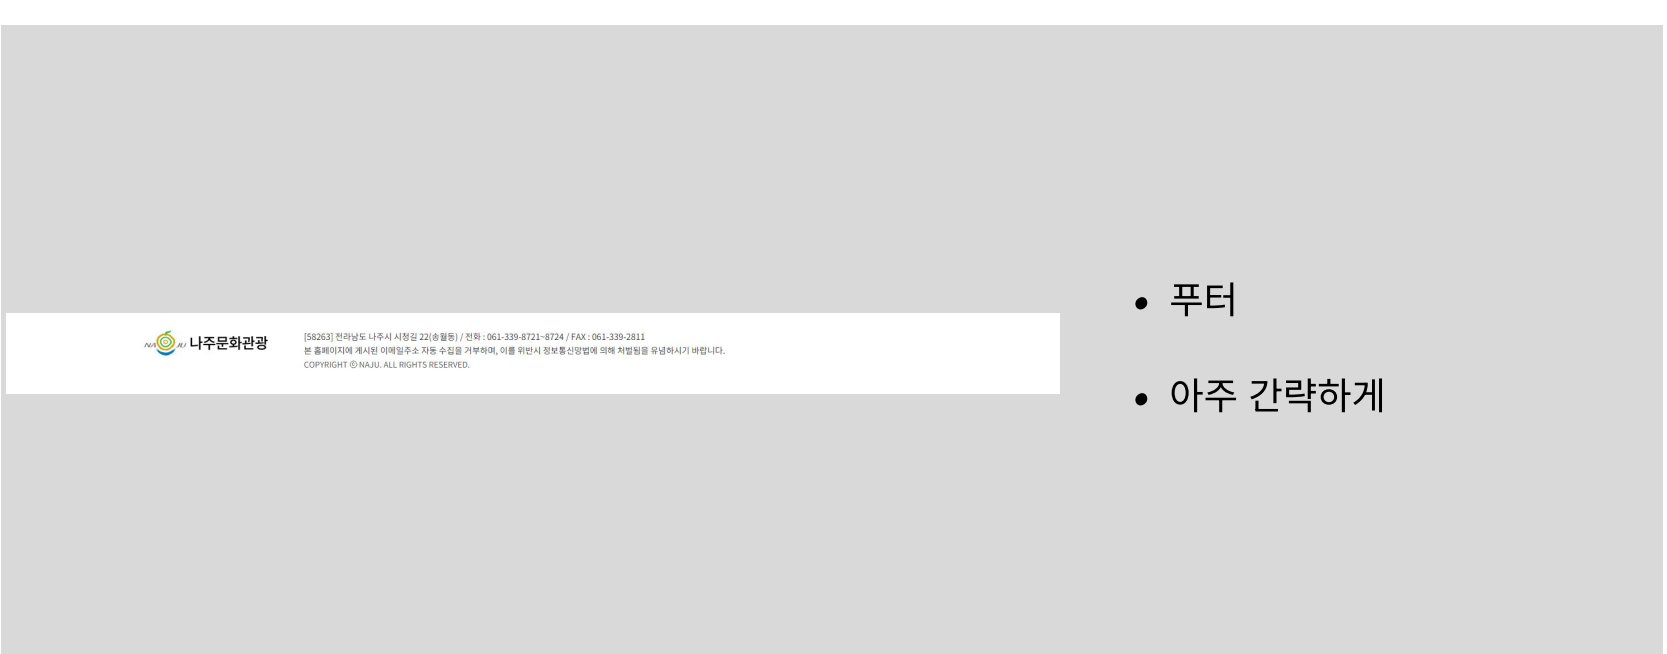 NAJU 나주문화관광
[58263] 전라남도 나주시 시청길 22(송월동) / 전화 : 061-339-8721~8724 / FAX : 061-339-2811
본 홈페이지에 게시된 이메일주소 자동 수집을 거부하며, 이를 위반시 정보통신망법에 의해 처벌됨을 유념하시기 바랍니다.
COPYRIGHT ⓒ NAJU. ALL RIGHTS RESERVED.
• 푸터
• 아주 간략하게